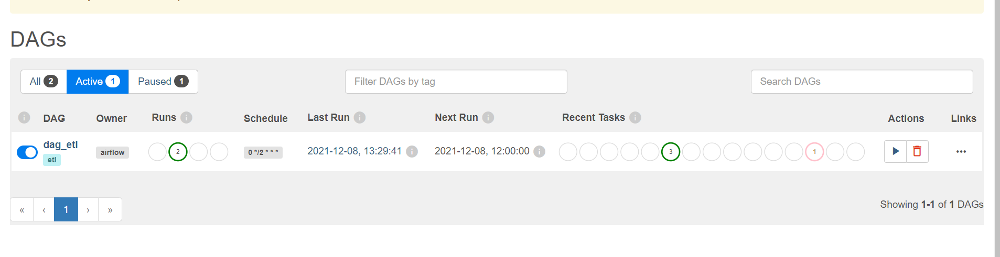 DAGs
All 2 Active 1 Paused 1 Filter DAGs by tag Search DAGs
i DAG Owner Runs i Schedule Last Run i Next Run i Recent Tasks i Actions Links
dag_etl airflow 2 0 */2 * * * 2021-12-08, 13:29:41 i 2021-12-08, 12:00:00 i 3 1 ...
etl
« ‹ 1 › » Showing 1-1 of 1 DAGs